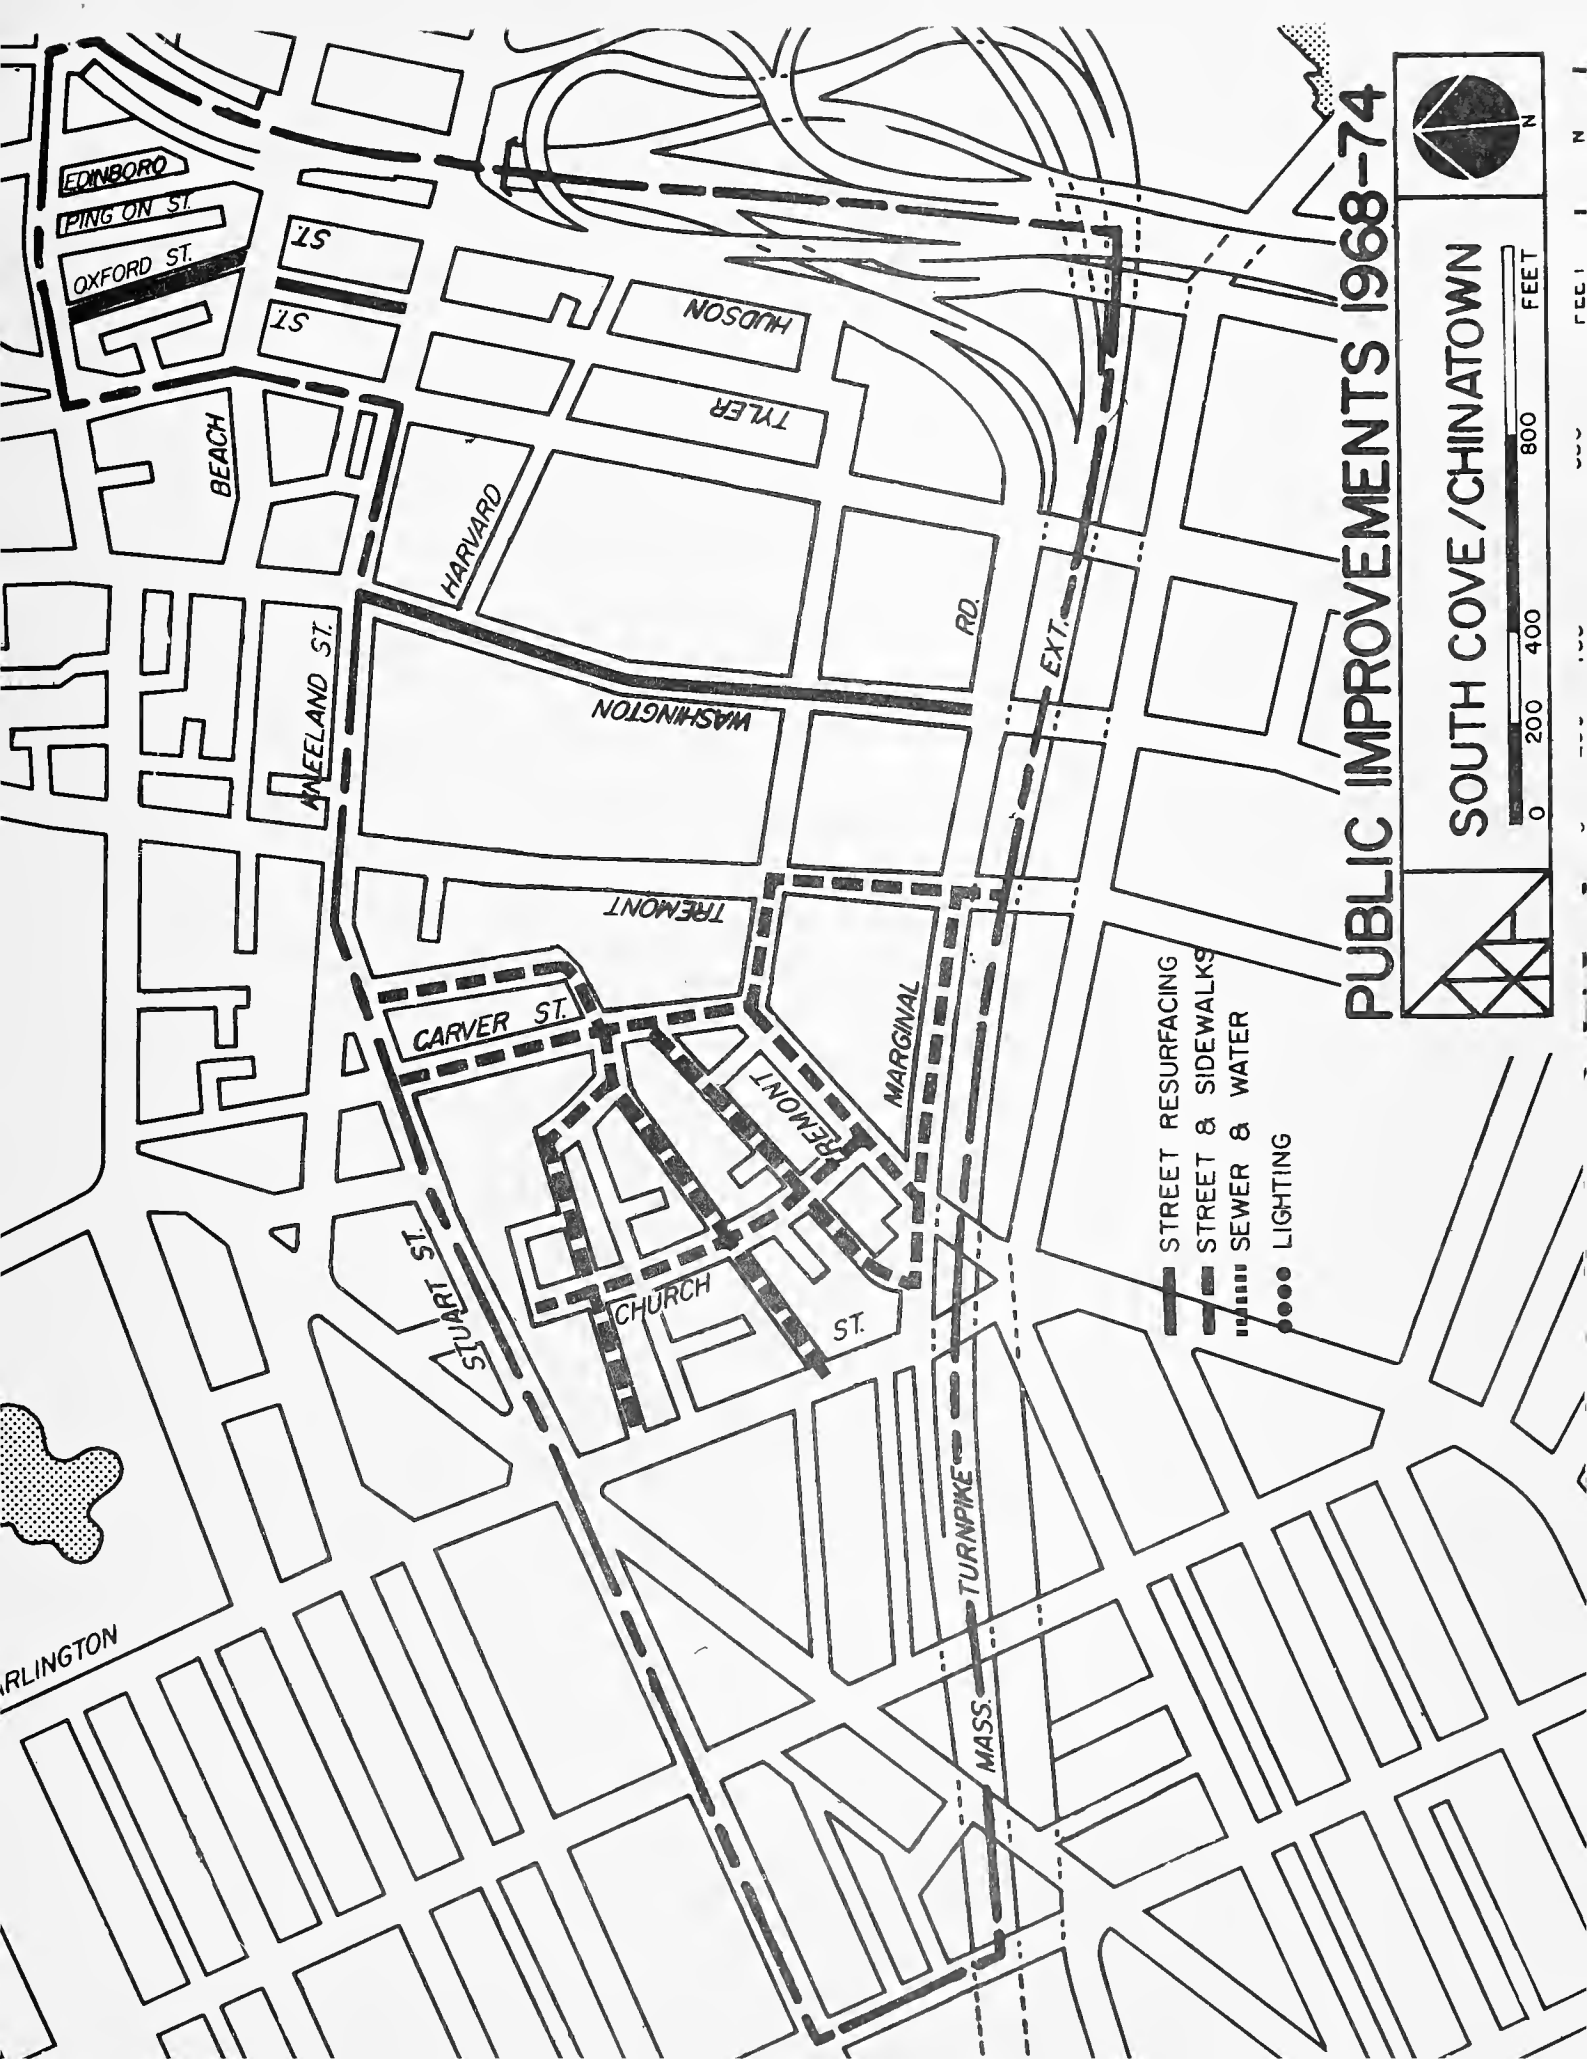 PUBLIC IMPROVEMENTS 1968-74
SOUTH COVE/CHINATOWN
0 200 400 800 FEET
N
STREET RESURFACING
STREET & SIDEWALKS
SEWER & WATER
LIGHTING
EDINBORO
PING ON ST.
OXFORD ST.
ST.
ST.
BEACH
HUDSON
TYLER
HARVARD
KNEELAND ST.
WASHINGTON
RD.
EXT.
TREMONT
CARVER ST.
MARGINAL
TREMONT
STUART ST.
CHURCH
ST.
TURNPIKE
MASS.
RLINGTON
N
FEET